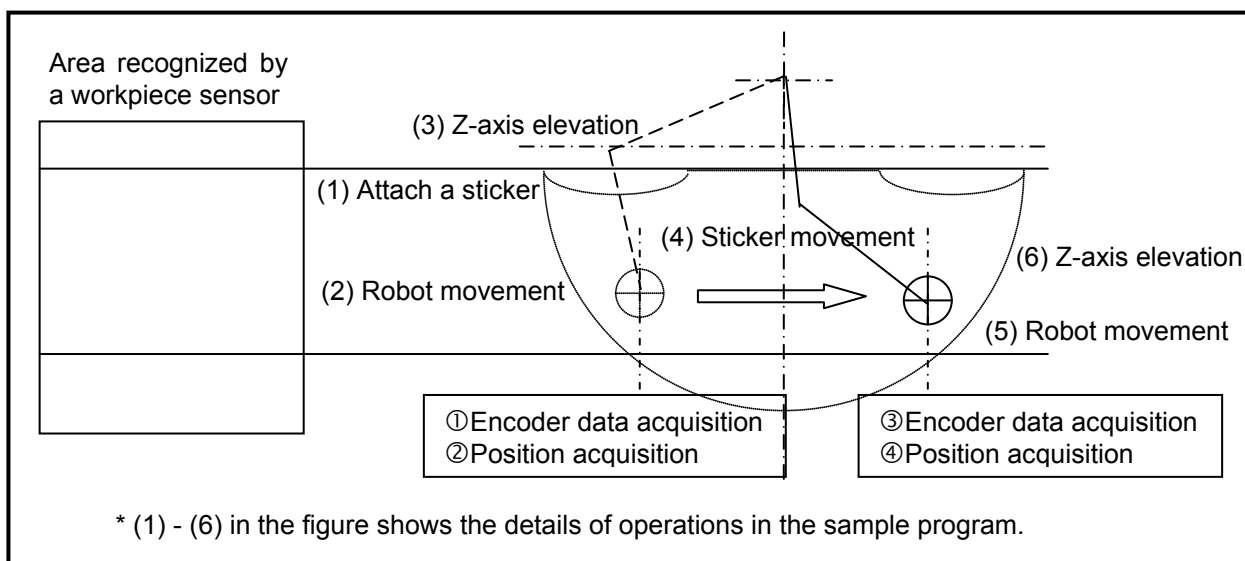 Area recognized by
a workpiece sensor
(3) Z-axis elevation
(1) Attach a sticker
(4) Sticker movement
(6) Z-axis elevation
(2) Robot movement
(5) Robot movement
①Encoder data acquisition
②Position acquisition
③Encoder data acquisition
④Position acquisition
* (1) - (6) in the figure shows the details of operations in the sample program.